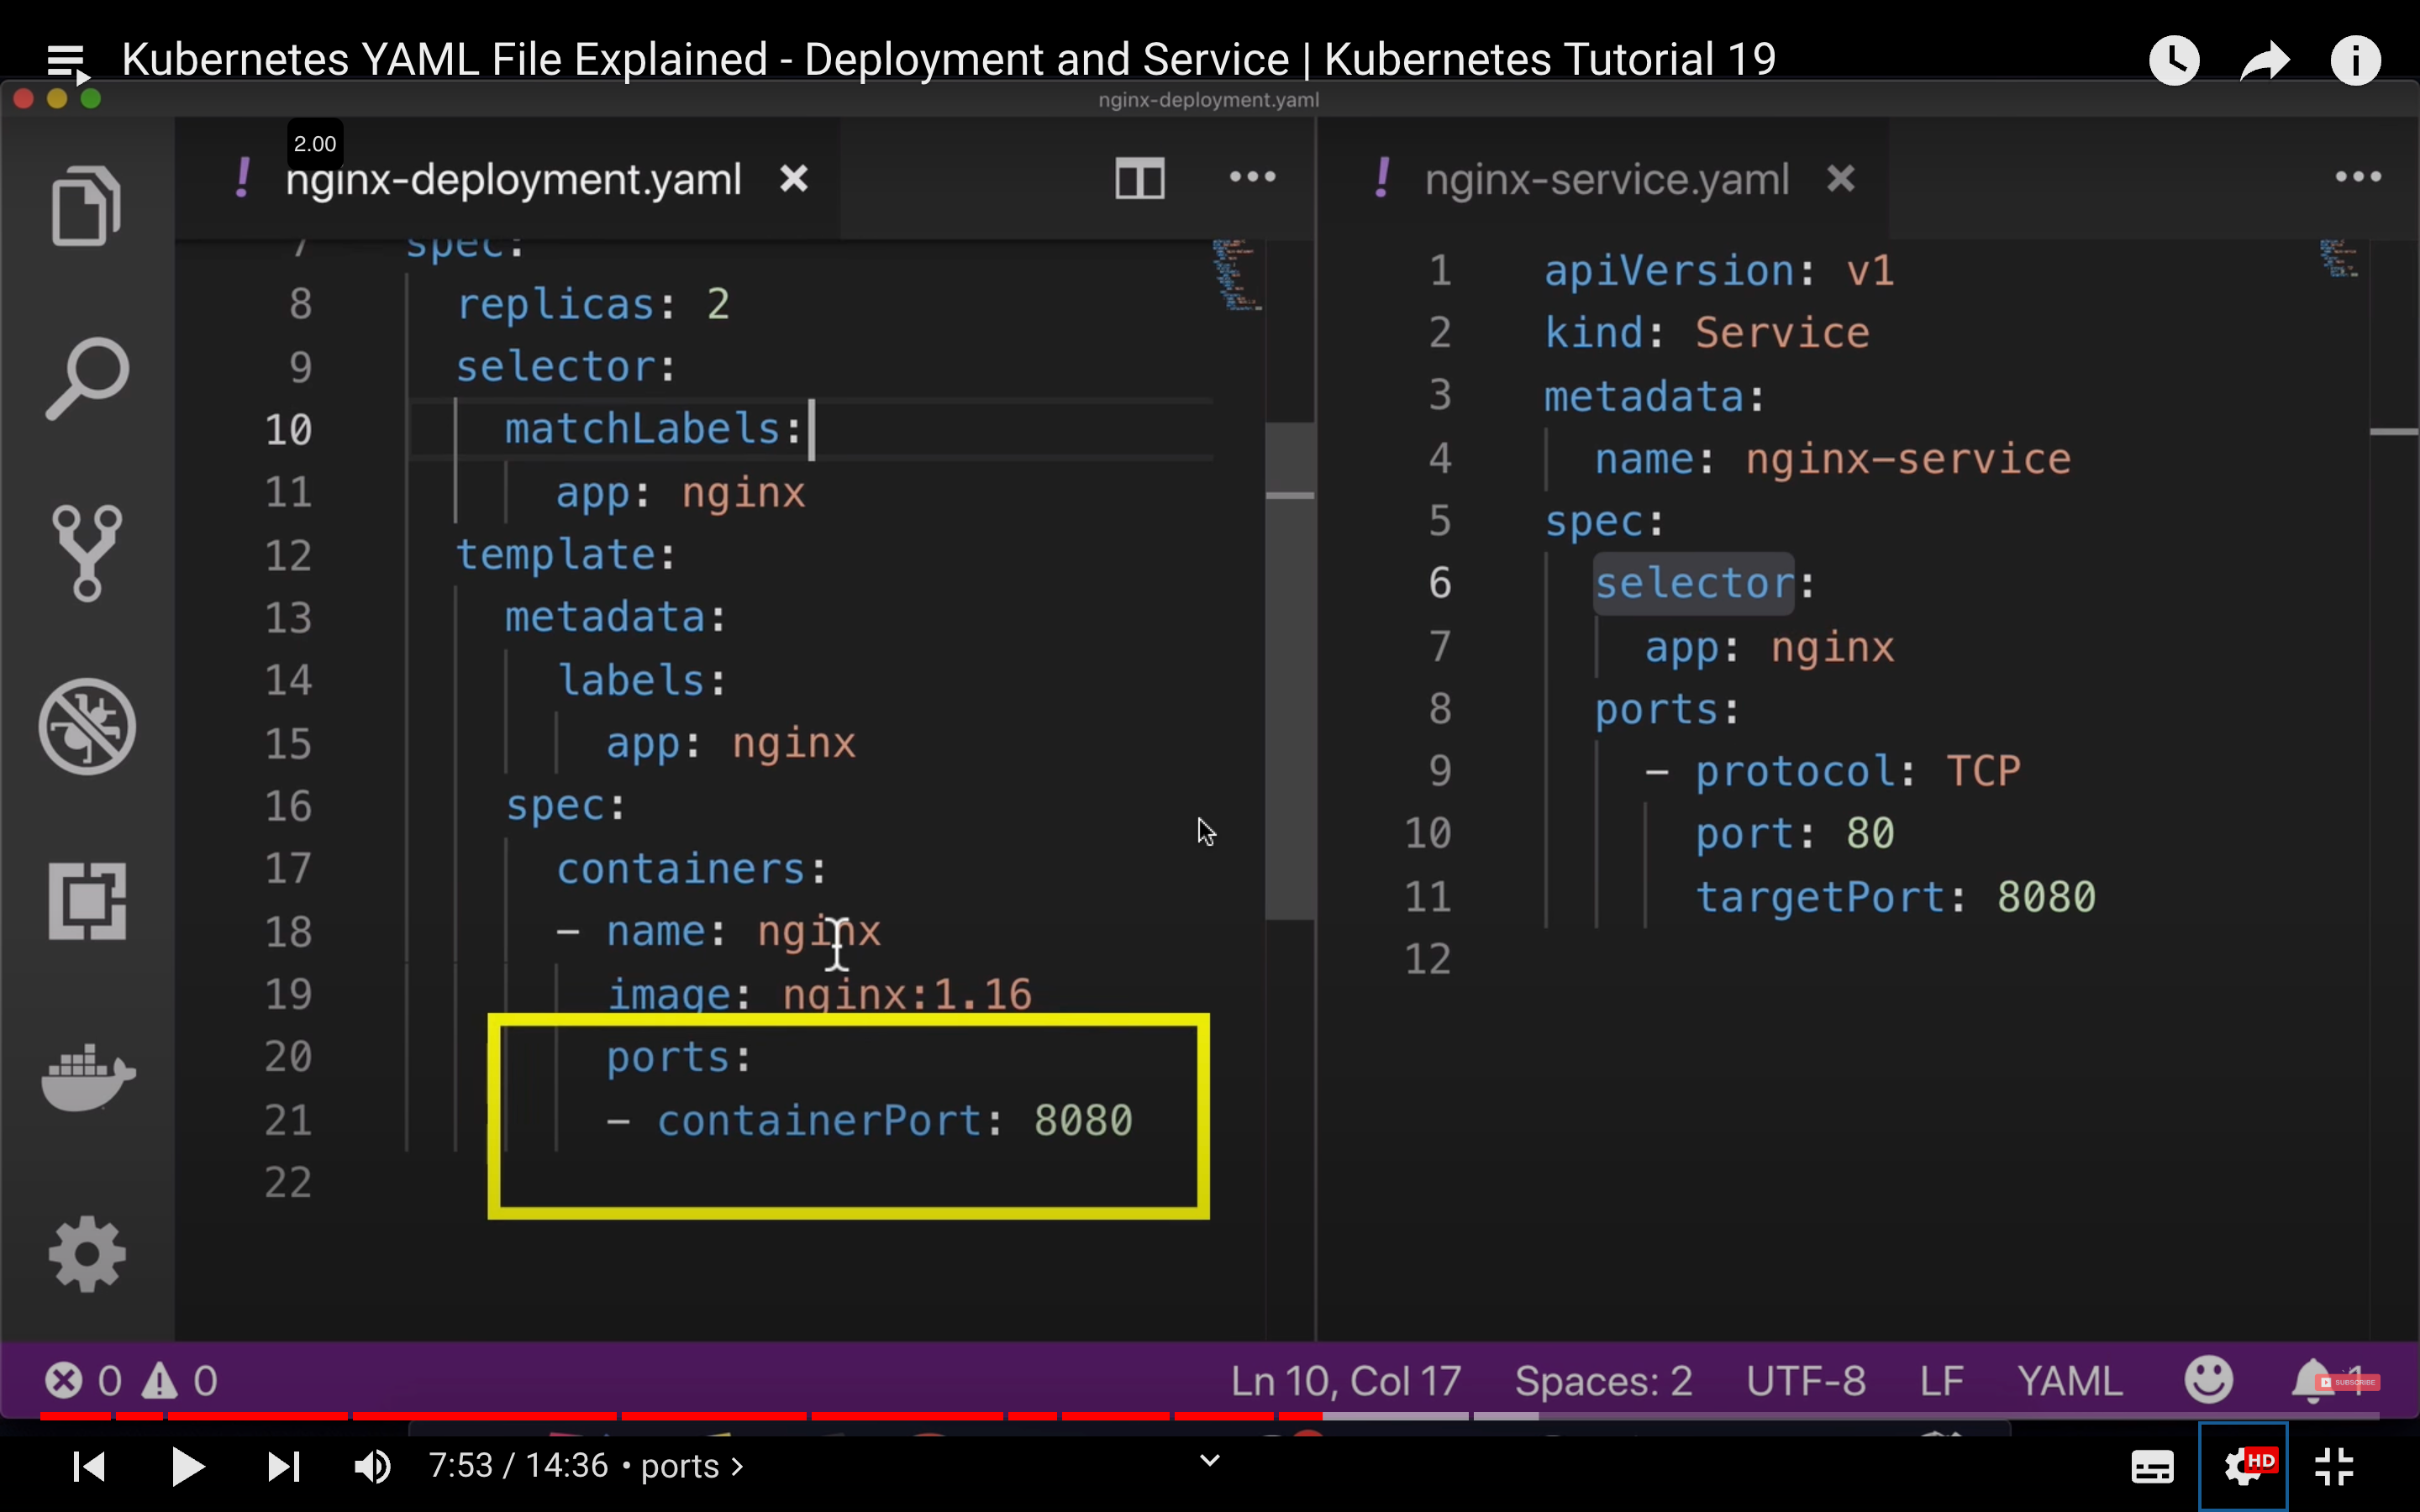 Kubernetes YAML File Explained - Deployment and Service | Kubernetes Tutorial 19
nginx-deployment.yaml
2.00
nginx-deployment.yaml
7 spec:
8 replicas: 2
9 selector:
10 matchLabels:
11 app: nginx
12 template:
13 metadata:
14 labels:
15 app: nginx
16 spec:
17 containers:
18 - name: nginx
19 image: nginx:1.16
20 ports:
21 - containerPort: 8080
22
nginx-service.yaml
1 apiVersion: v1
2 kind: Service
3 metadata:
4 name: nginx-service
5 spec:
6 selector:
7 app: nginx
8 ports:
9 - protocol: TCP
10 port: 80
11 targetPort: 8080
12
0 0 Ln 10, Col 17 Spaces: 2 UTF-8 LF YAML 1
SUBSCRIBE
7:53 / 14:36 • ports >
HD